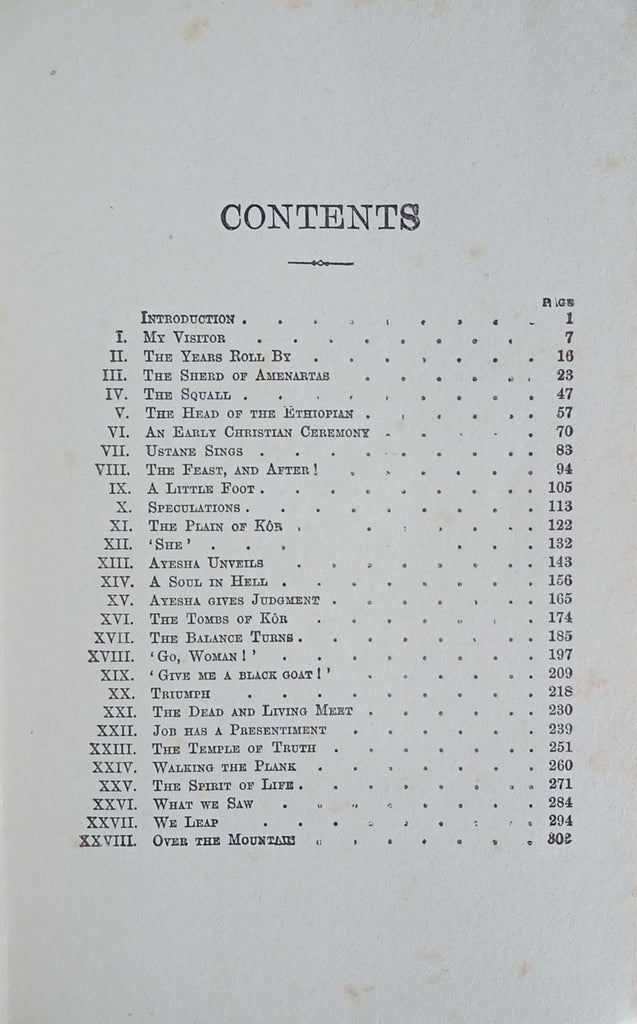 CONTENTS
PAGE
INTRODUCTION . . . . . . . . . 1
I. MY VISITOR . . . . . . . . 7
II. THE YEARS ROLL BY . . . . . . . 16
III. THE SHERD OF AMENARTAS . . . . . . 23
IV. THE SQUALL . . . . . . . . . 47
V. THE HEAD OF THE ETHIOPIAN . . . . . . 57
VI. AN EARLY CHRISTIAN CEREMONY . . . . . 70
VII. USTANE SINGS . . . . . . . . . 83
VIII. THE FEAST, AND AFTER! . . . . . . 94
IX. A LITTLE FOOT . . . . . . . . . 105
X. SPECULATIONS . . . . . . . . . 113
XI. THE PLAIN OF KÔR . . . . . . . 122
XII. ‘SHE’ . . . . . . 132
XIII. AYESHA UNVEILS . . . . . . . . 143
XIV. A SOUL IN HELL . . . . . . . . 156
XV. AYESHA GIVES JUDGMENT . . . . . . . 165
XVI. THE TOMBS OF KÔR . . . . . . . 174
XVII. THE BALANCE TURNS . . . . . . . . 185
XVIII. ‘GO, WOMAN!’ . . . . . . . . 197
XIX. ‘GIVE ME A BLACK GOAT!’ . . . . . . 209
XX. TRIUMPH . . . . . . . . . 218
XXI. THE DEAD AND LIVING MEET . . . . . . 230
XXII. JOB HAS A PRESENTIMENT . . . . . . 239
XXIII. THE TEMPLE OF TRUTH . . . . . . . 251
XXIV. WALKING THE PLANK . . . . . . . 260
XXV. THE SPIRIT OF LIFE . . . . . . . . 271
XXVI. WHAT WE SAW . . . . . . . . 284
XXVII. WE LEAP . . . . . . . . . 294
XXVIII. OVER THE MOUNTAIN . . . . . . . 302